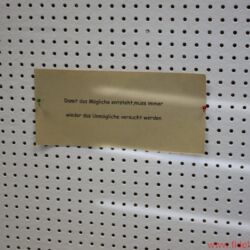 Damit das Mögliche entsteht,muss immer
wieder das Unmögliche versucht werden